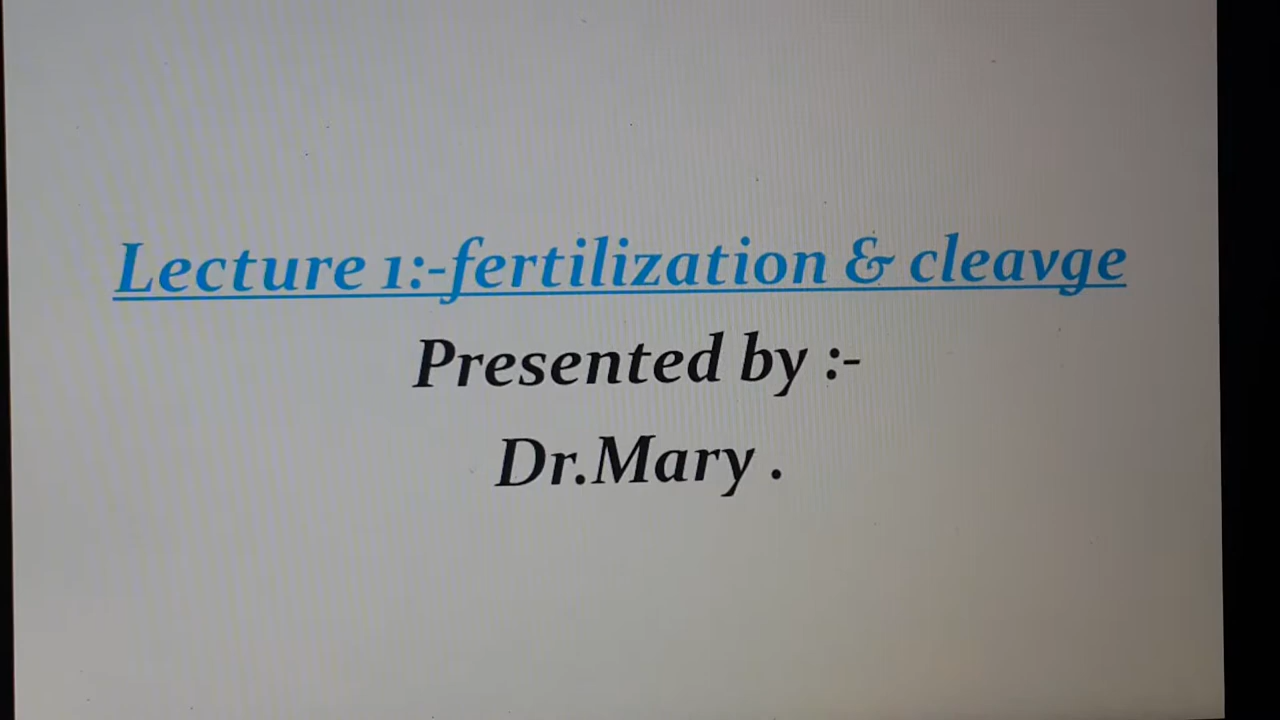 Lecture 1:-fertilization & cleavge
Presented by :-
Dr.Mary .